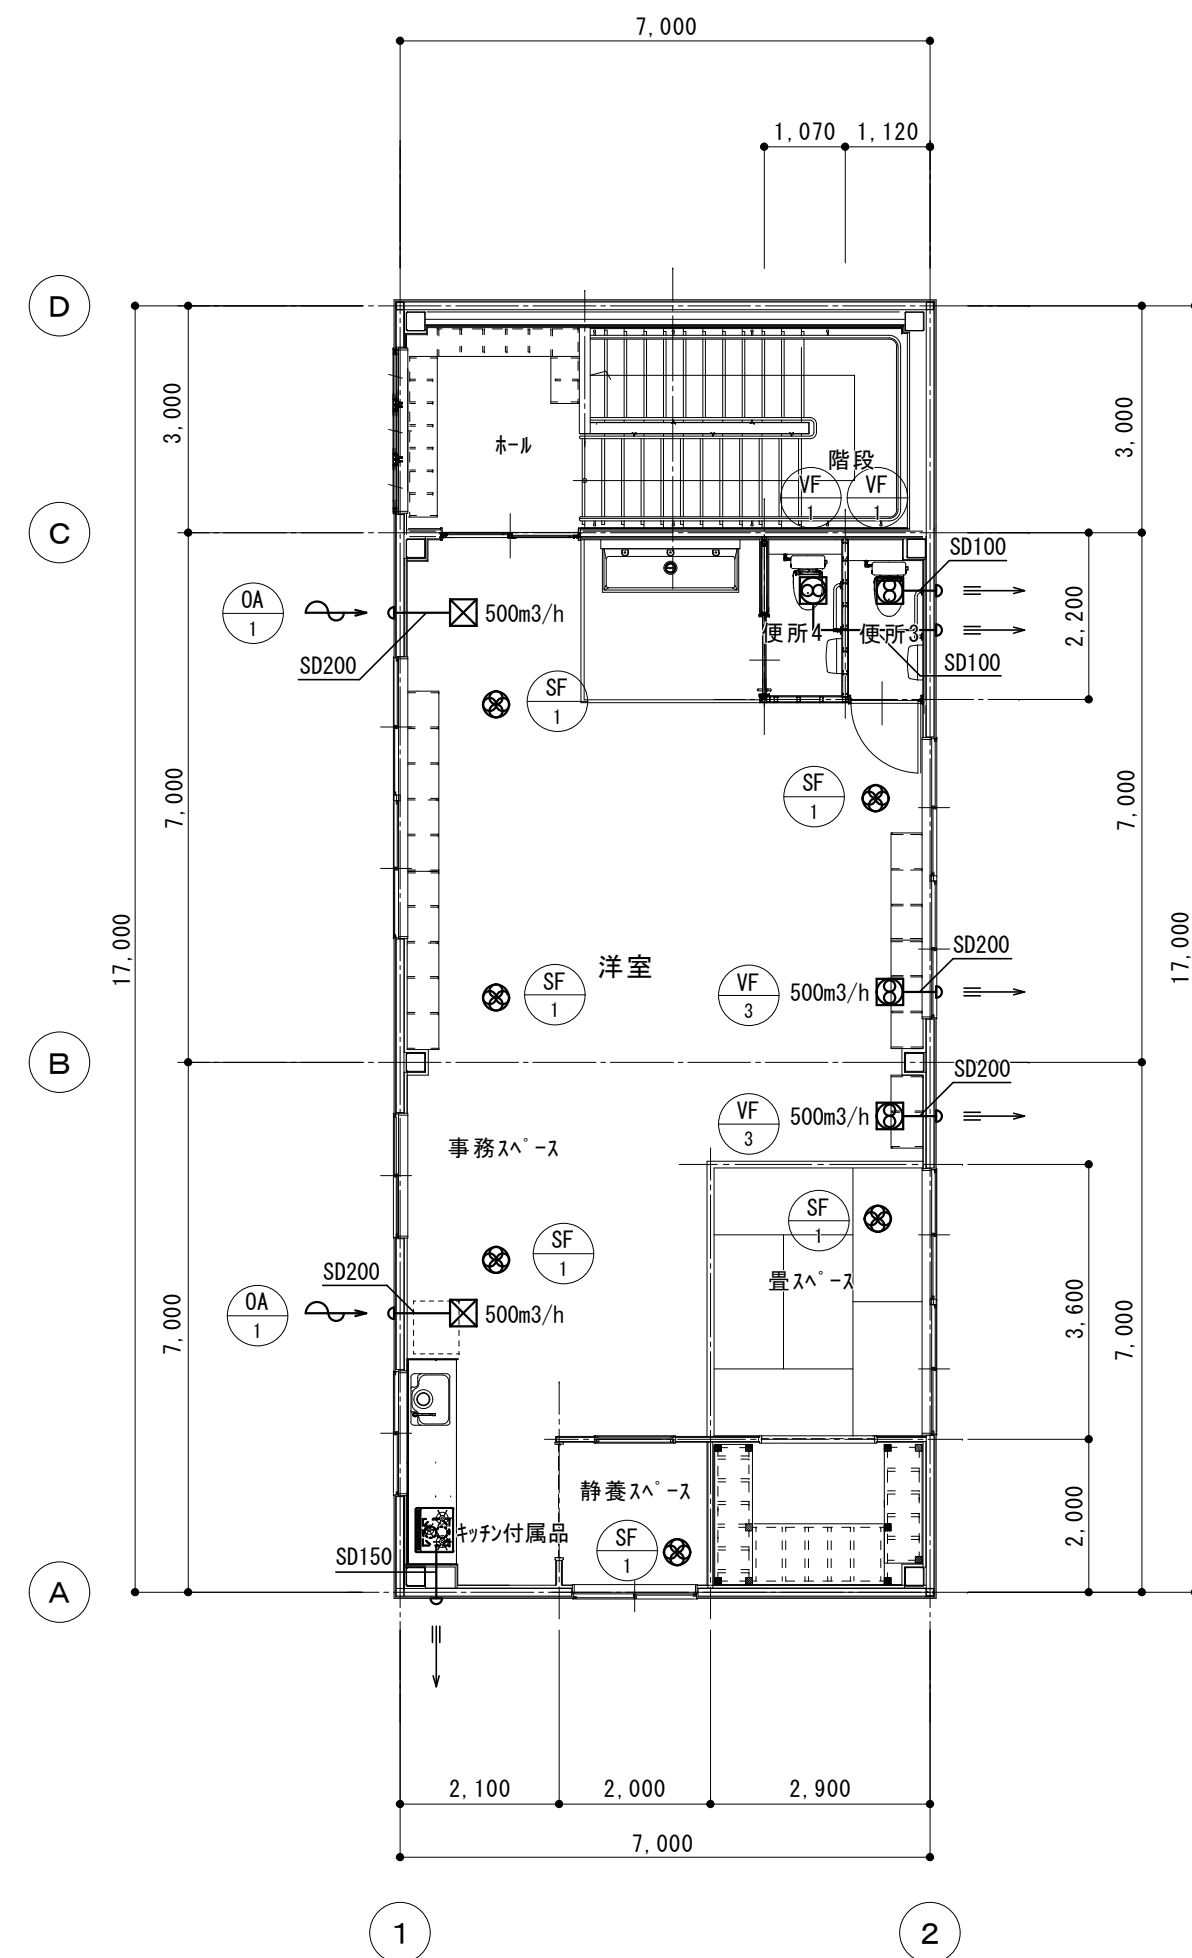 7,000
1,070
1,120
D
3,000
3,000
ホール
階段
VF
1
VF
1
C
SD100
OA
1
500m3/h
便所4
便所3
2,200
SD200
SD100
SF
1
SF
1
7,000
7,000
17,000
17,000
洋室
SF
1
VF
3
500m3/h
SD200
B
SD200
VF
3
500m3/h
事務スペース
SF
1
SF
1
畳スペース
SD200
OA
1
500m3/h
3,600
7,000
7,000
静養スペース
キッチン付属品
SF
1
SD150
2,000
A
2,100
2,000
2,900
7,000
1
2